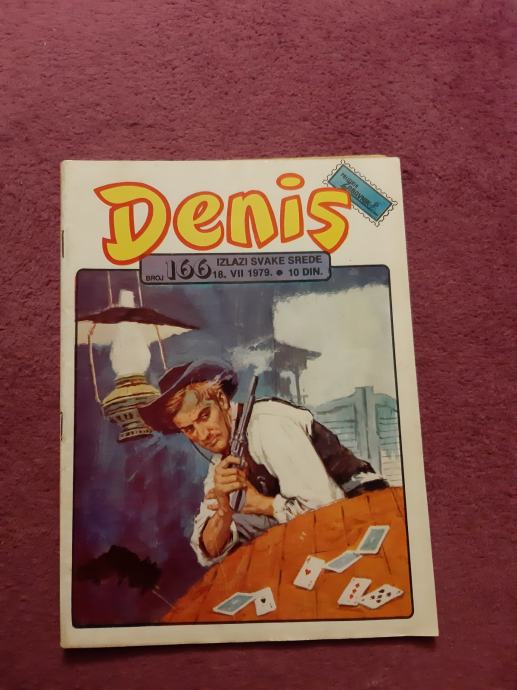 Denis
BROJ 166 IZLAZI SVAKE SREDE
18. VII 1979. ● 10 DIN.